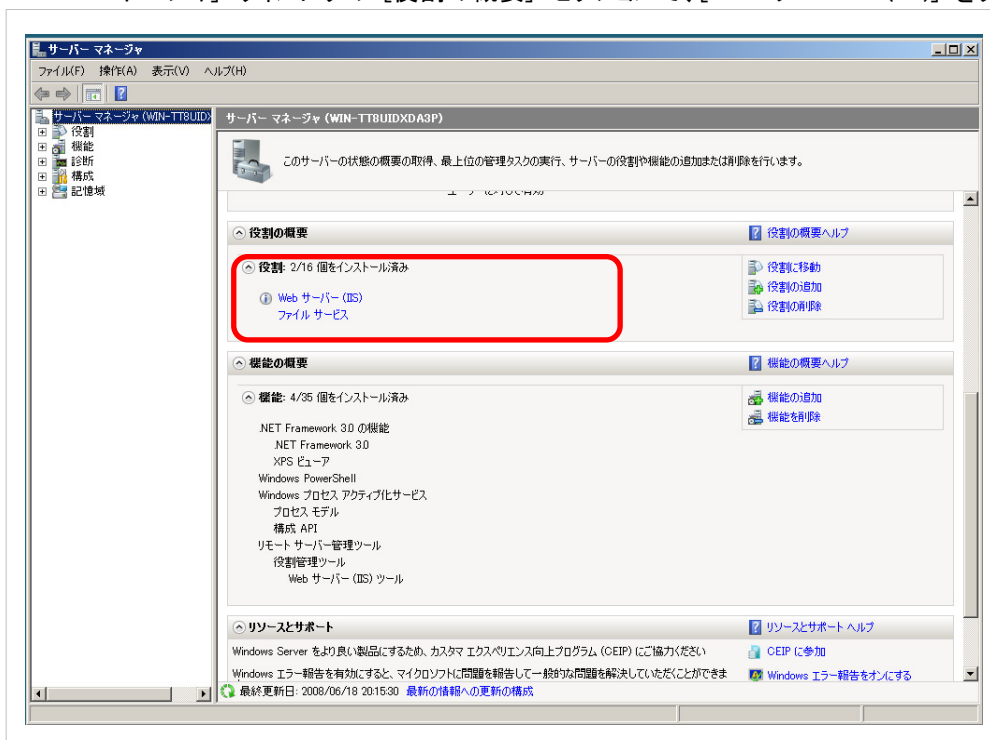 サーバー マネージャ
ファイル(F) 操作(A) 表示(V) ヘルプ(H)
サーバー マネージャ (WIN-TT8UID
役割
機能
診断
構成
記憶域
サーバー マネージャ (WIN-TT8UIDXDA3P)
このサーバーの状態の概要の取得、最上位の管理タスクの実行、サーバーの役割や機能の追加または削除を行います。
役割の概要
役割の概要ヘルプ
役割: 2/16 個をインストール済み
Web サーバー (IIS)
ファイル サービス
役割に移動
役割の追加
役割の削除
機能の概要
機能の概要ヘルプ
機能: 4/35 個をインストール済み
.NET Framework 3.0 の機能
.NET Framework 3.0
XPS ビューア
Windows PowerShell
Windows プロセス アクティブ化サービス
プロセス モデル
構成 API
リモート サーバー管理ツール
役割管理ツール
Web サーバー (IIS) ツール
機能の追加
機能を削除
リソースとサポート
リソースとサポート ヘルプ
Windows Server をより良い製品にするため、カスタマ エクスペリエンス向上プログラム (CEIP) にご協力ください
CEIP に参加
Windows エラー報告を有効にすると、マイクロソフトに問題を報告して一般的な問題を解決していただくことができま
Windows エラー報告をオンにする
最終更新日: 2008/06/18 20:15:30 最新の情報への更新の構成